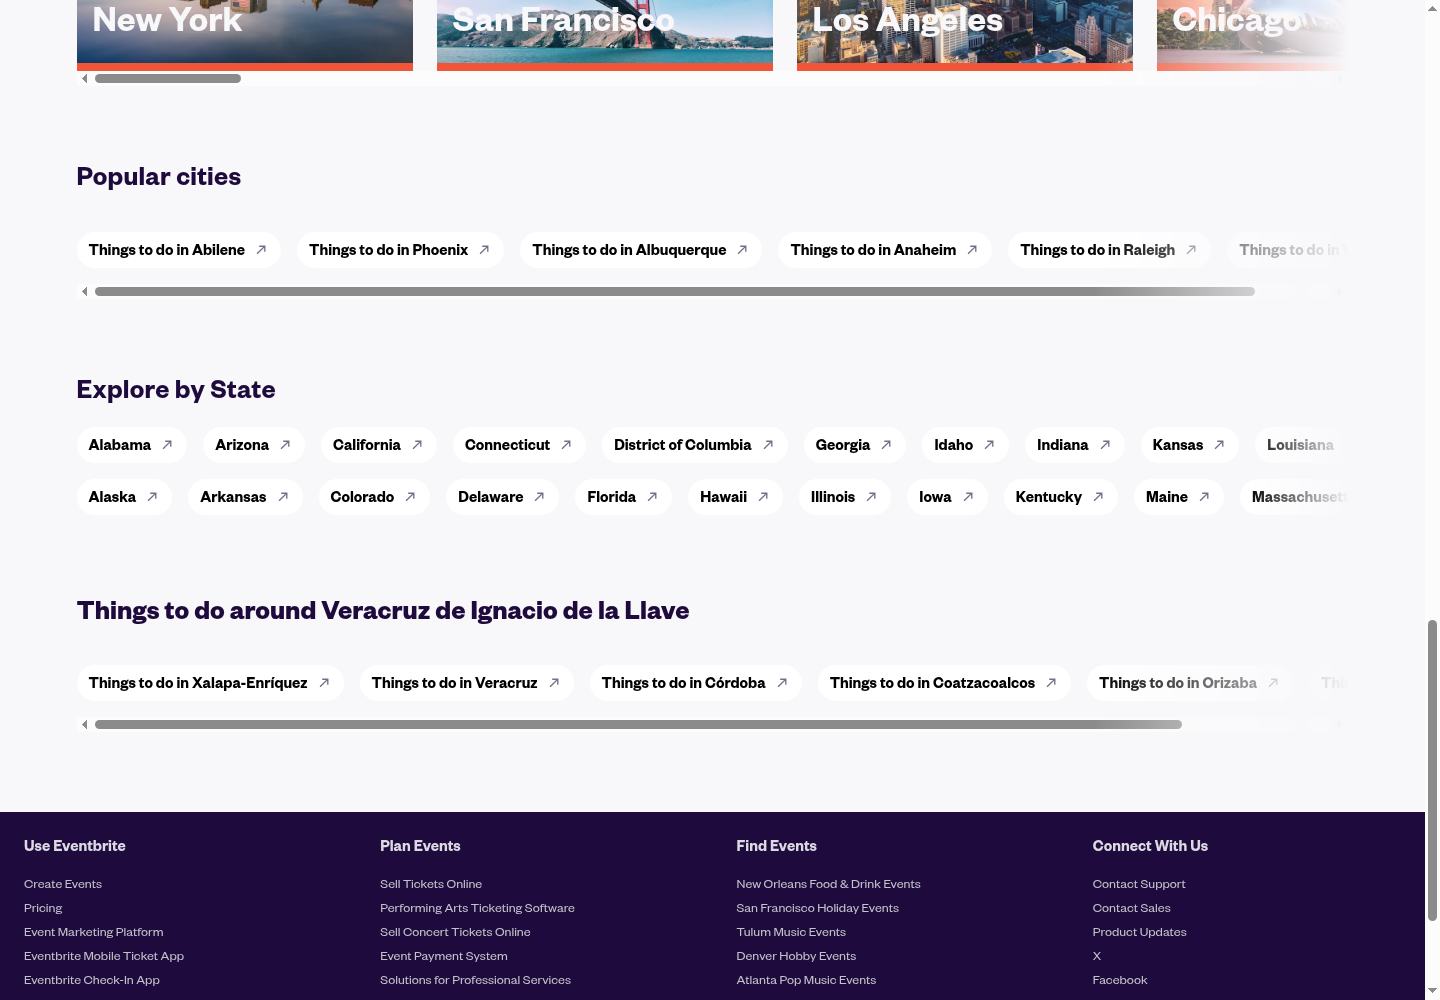 New York
San Francisco
Los Angeles
Chicago
Popular cities
Things to do in Abilene
Things to do in Phoenix
Things to do in Albuquerque
Things to do in Anaheim
Things to do in Raleigh
Things to do in
Explore by State
Alabama
Arizona
California
Connecticut
District of Columbia
Georgia
Idaho
Indiana
Kansas
Louisiana
Alaska
Arkansas
Colorado
Delaware
Florida
Hawaii
Illinois
Iowa
Kentucky
Maine
Massachusett
Things to do around Veracruz de Ignacio de la Llave
Things to do in Xalapa-Enríquez
Things to do in Veracruz
Things to do in Córdoba
Things to do in Coatzacoalcos
Things to do in Orizaba
Use Eventbrite
Create Events
Pricing
Event Marketing Platform
Eventbrite Mobile Ticket App
Eventbrite Check-In App
Plan Events
Sell Tickets Online
Performing Arts Ticketing Software
Sell Concert Tickets Online
Event Payment System
Solutions for Professional Services
Find Events
New Orleans Food & Drink Events
San Francisco Holiday Events
Tulum Music Events
Denver Hobby Events
Atlanta Pop Music Events
Connect With Us
Contact Support
Contact Sales
Product Updates
X
Facebook